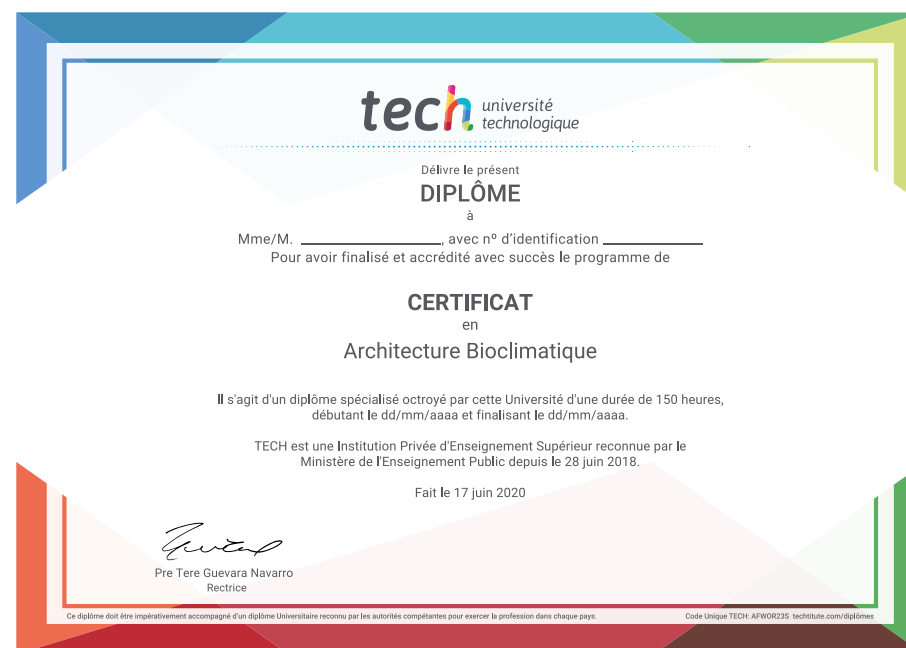 tech université
technologique
Délivre le présent
DIPLÔME
à
Mme/M. ____________________, avec nº d'identification ______________
Pour avoir finalisé et accrédité avec succès le programme de
CERTIFICAT
en
Architecture Bioclimatique
Il s'agit d'un diplôme spécialisé octroyé par cette Université d'une durée de 150 heures,
débutant le dd/mm/aaaa et finalisant le dd/mm/aaaa.
TECH est une Institution Privée d'Enseignement Supérieur reconnue par le
Ministère de l'Enseignement Public depuis le 28 juin 2018.
Fait le 17 juin 2020
Pre Tere Guevara Navarro
Rectrice
Ce diplôme doit être impérativement accompagné d'un diplôme Universitaire reconnu par les autorités compétantes pour exercer la profession dans chaque pays.
Code Unique TECH: AFWOR23S techtitute.com/diplômes